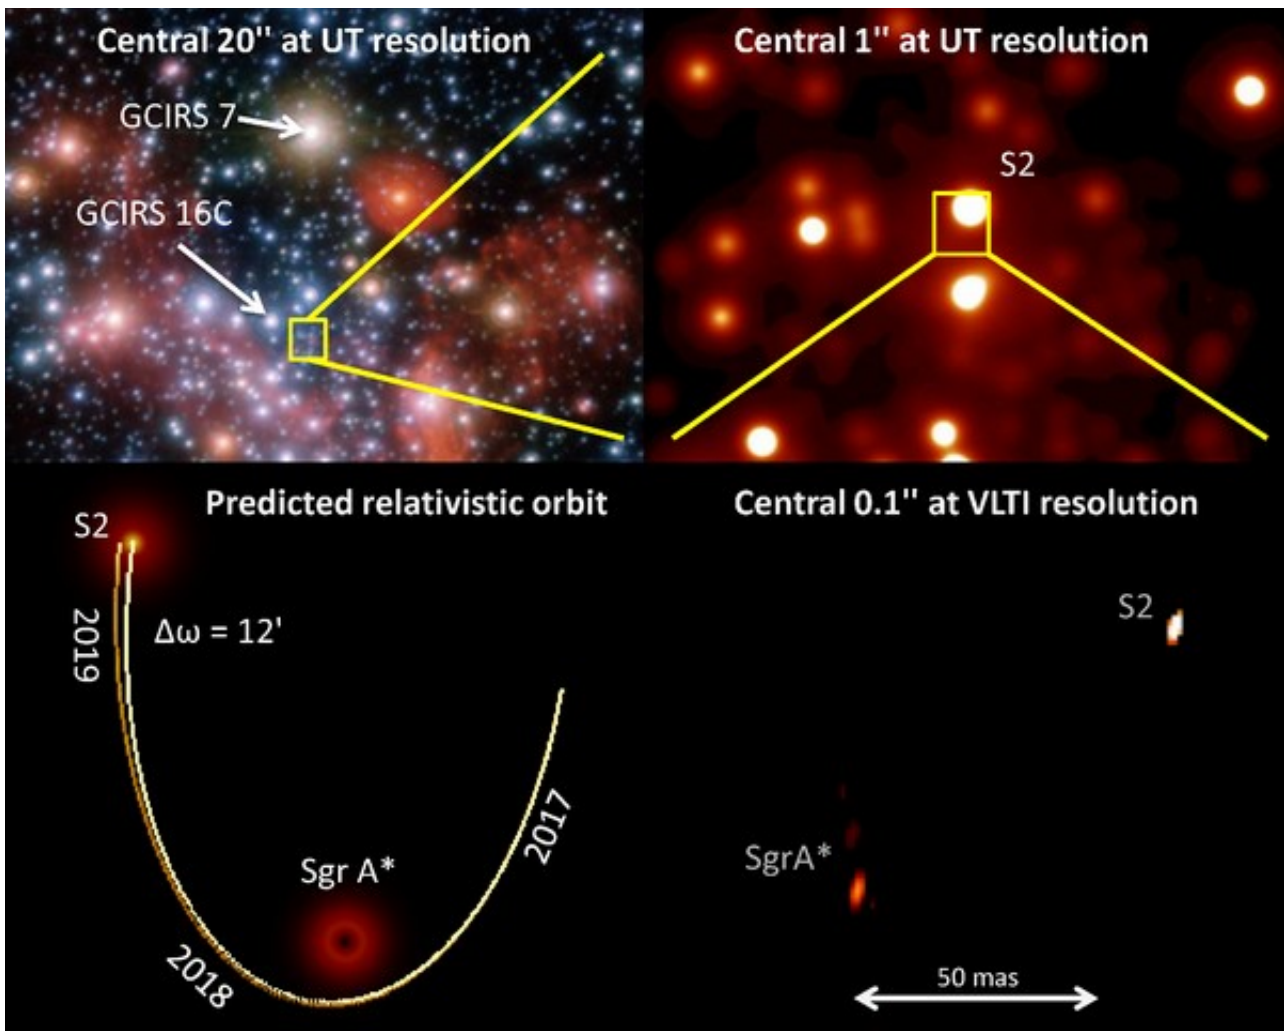 Central 20" at UT resolution
GCIRS 7
GCIRS 16C
Central 1" at UT resolution
S2
Predicted relativistic orbit
S2
2019
Δω = 12'
2017
Sgr A*
2018
Central 0.1" at VLTI resolution
S2
SgrA*
50 mas